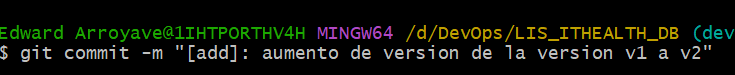 Edward Arroyave@1IHTPORTHV4H MINGW64 /d/DevOps/LIS_ITHEALTH_DB (dev
$ git commit -m "[add]: aumento de version de la version v1 a v2"